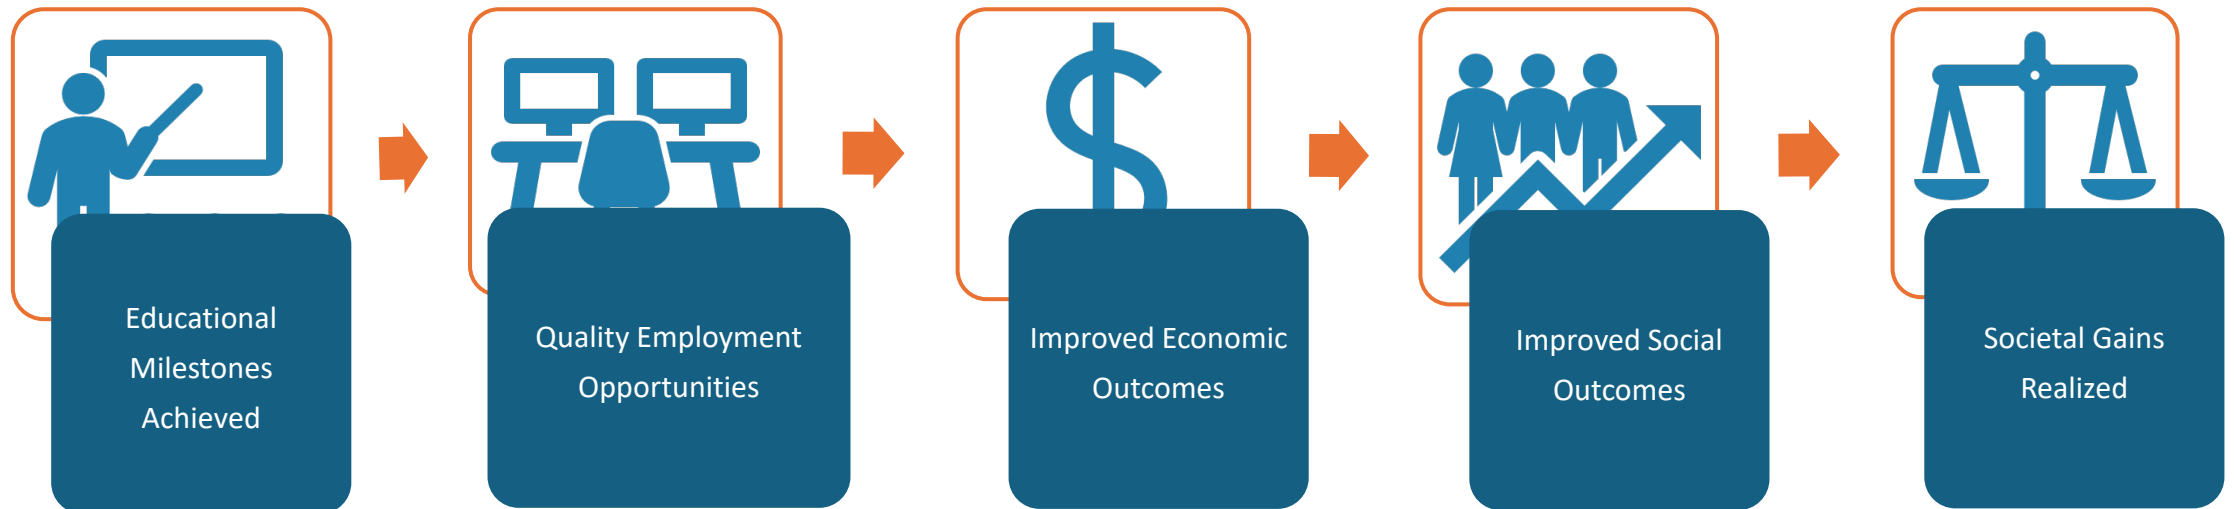 Educational
Milestones
Achieved
Quality Employment
Opportunities
Improved Economic
Outcomes
Improved Social
Outcomes
Societal Gains
Realized